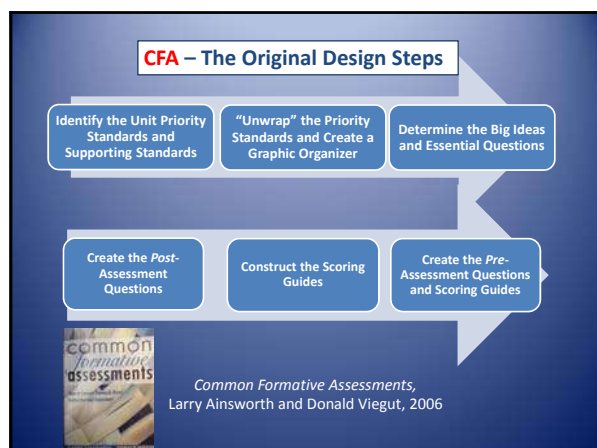 CFA – The Original Design Steps
Identify the Unit Priority
Standards and
Supporting Standards
“Unwrap” the Priority
Standards and Create a
Graphic Organizer
Determine the Big Ideas
and Essential Questions
Create the Post-
Assessment
Questions
Construct the Scoring
Guides
Create the Pre-
Assessment Questions
and Scoring Guides
common
formative
assessments
Common Formative Assessments,
Larry Ainsworth and Donald Viegut, 2006